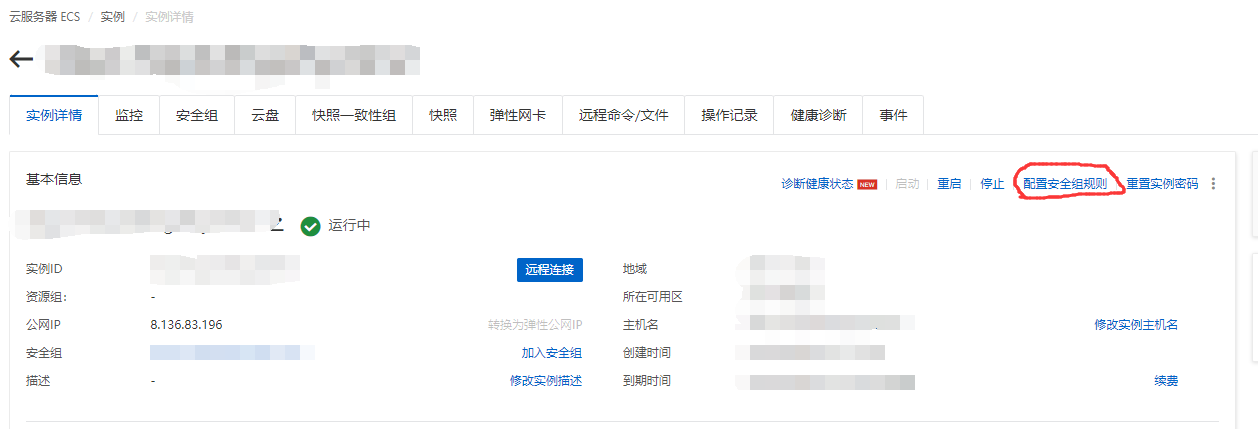 云服务器 ECS / 实例 / 实例详情
实例详情 监控 安全组 云盘 快照一致性组 快照 弹性网卡 远程命令/文件 操作记录 健康诊断 事件
基本信息 诊断健康状态 NEW 启动 重启 停止 配置安全组规则 重置实例密码
运行中
实例ID 远程连接 地域
资源组: - 所在可用区
公网IP 8.136.83.196 转换为弹性公网IP 主机名 修改实例主机名
安全组 加入安全组 创建时间
描述 - 修改实例描述 到期时间 续费